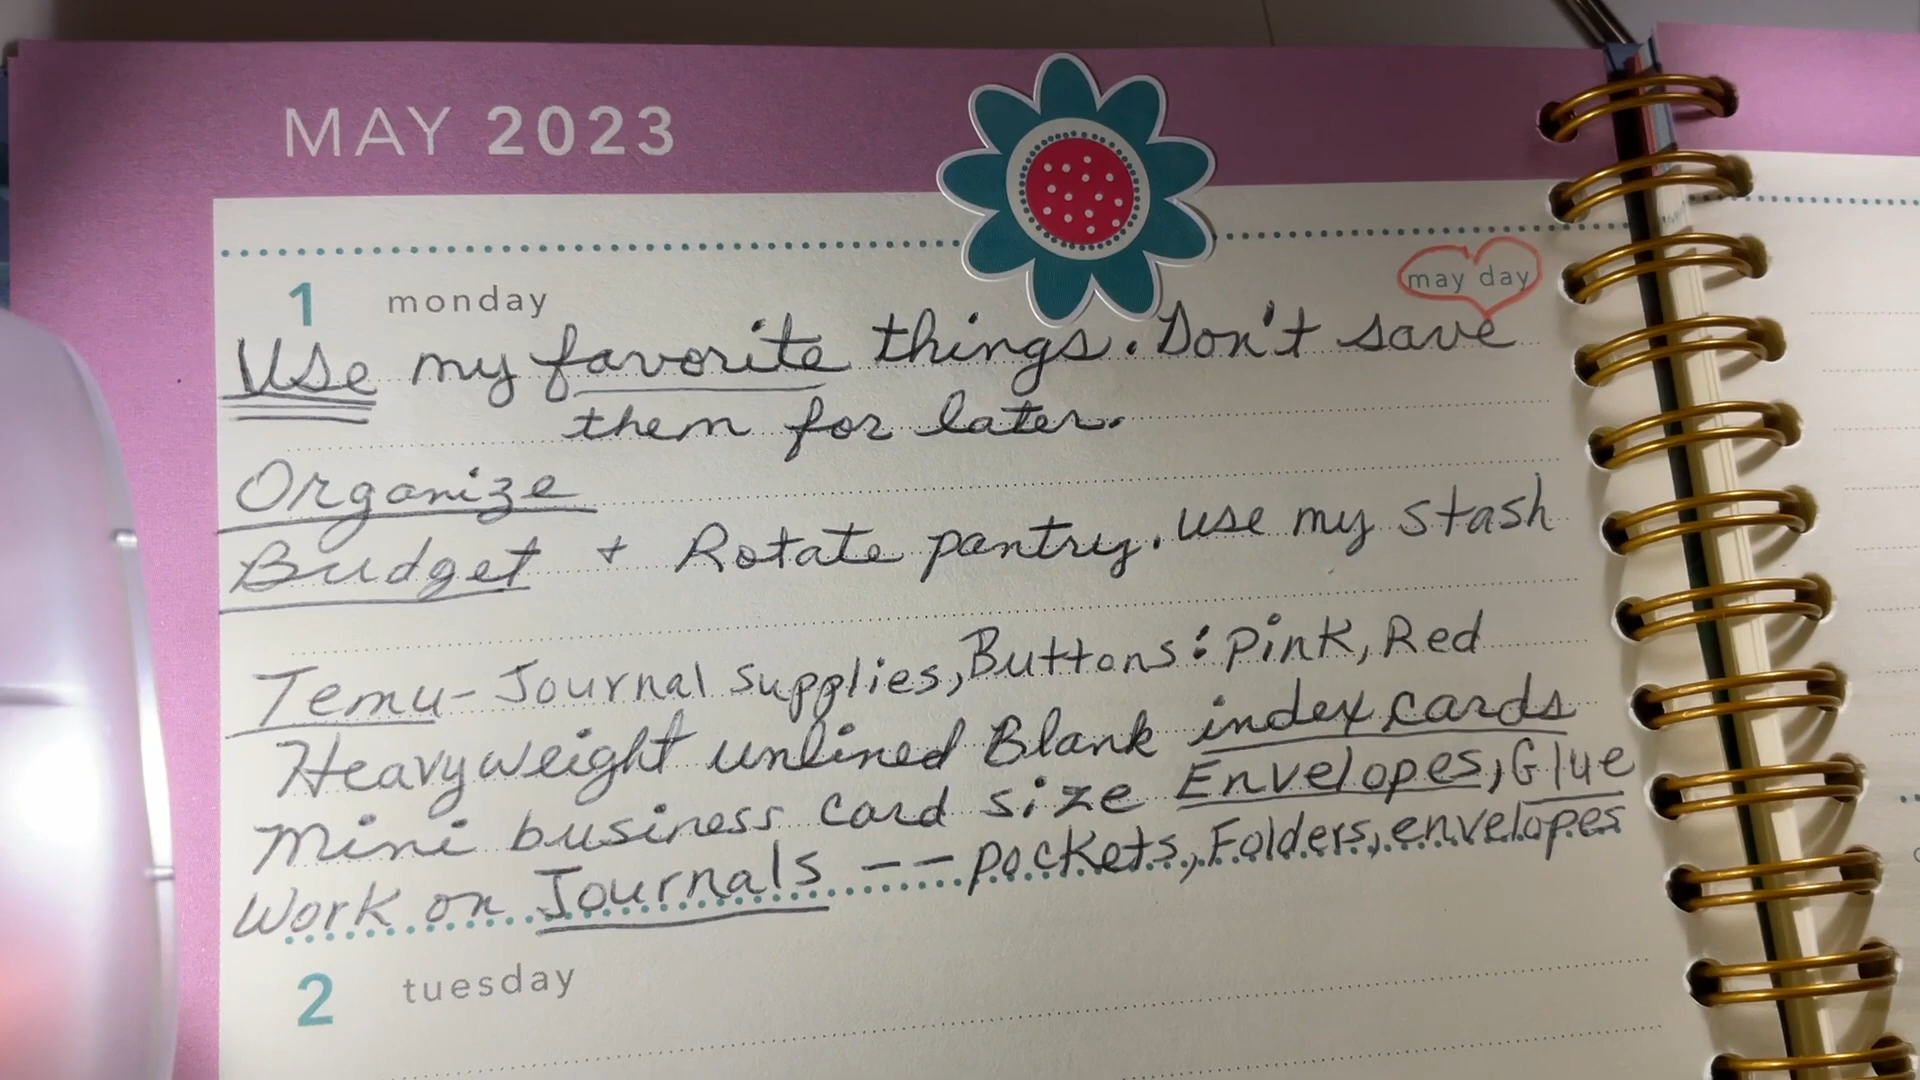 MAY 2023
may day
1 monday
Use my favorite things. Don't save
them for later.
Organize
Budget + Rotate pantry. use my stash
Temu - Journal supplies, Buttons: Pink, Red
Heavyweight unlined Blank index cards
Mini business card size Envelopes, Glue
Work on Journals -- pockets, Folders, envelopes
2 tuesday